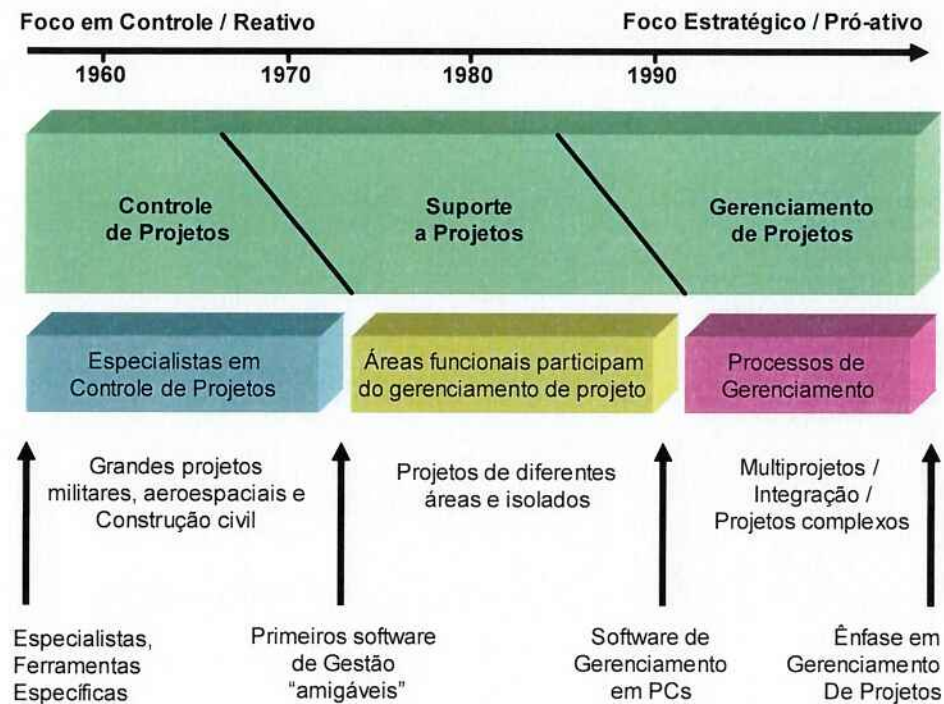 Foco em Controle / Reativo
Foco Estratégico / Pró-ativo
1960
1970
1980
1990
Controle
de Projetos
Suporte
a Projetos
Gerenciamento
de Projetos
Especialistas em
Controle de Projetos
Áreas funcionais participam
do gerenciamento de projeto
Processos de
Gerenciamento
Grandes projetos
militares, aeroespaciais e
Construção civil
Projetos de diferentes
áreas e isolados
Multiprojetos /
Integração /
Projetos complexos
Especialistas,
Ferramentas
Específicas
Primeiros software
de Gestão
“amigáveis”
Software de
Gerenciamento
em PCs
Ênfase em
Gerenciamento
De Projetos